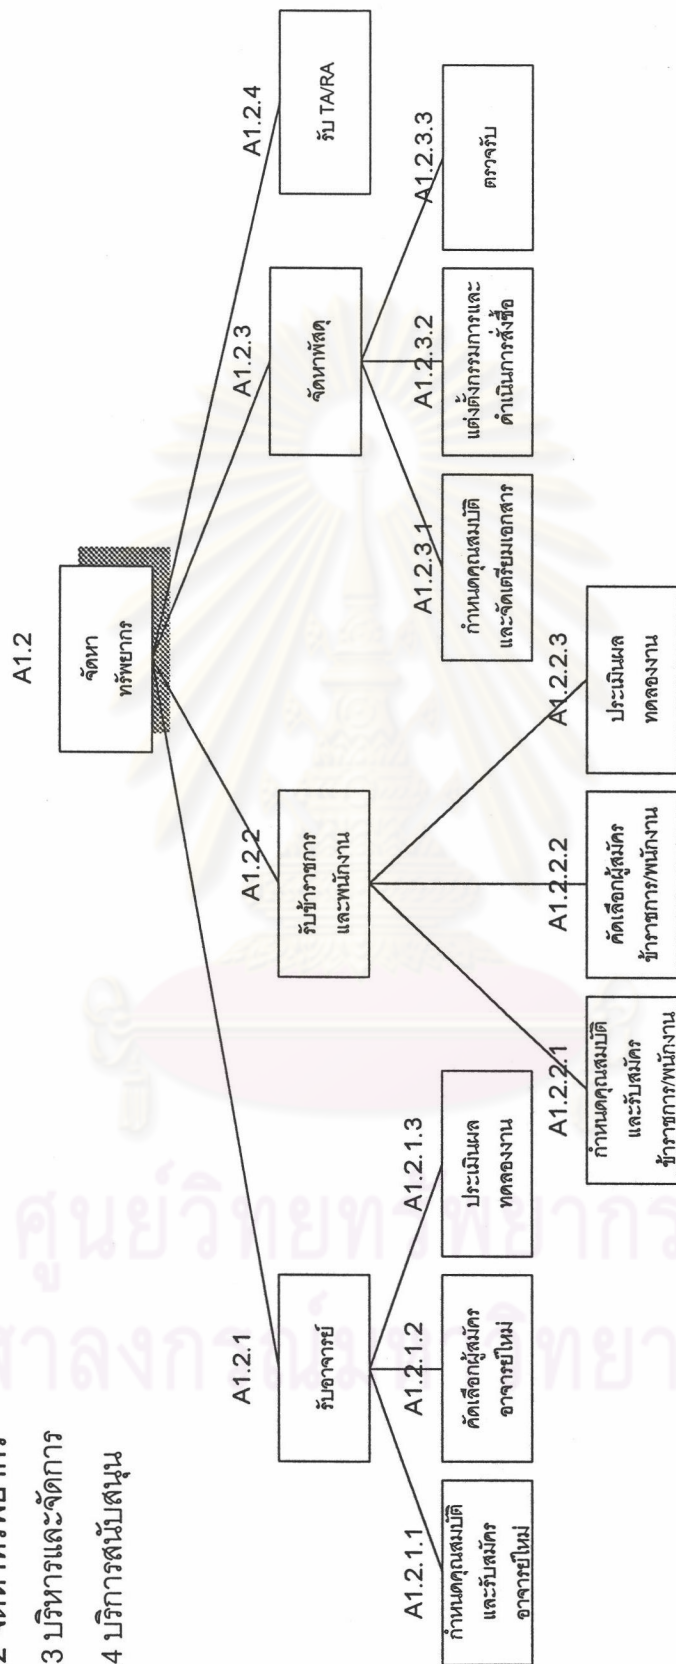 3 บริหารและจัดการ
4 บริการสนับสนุน
A1.2
จัดหา
ทรัพยากร
A1.2.1
รับอาจารย์
A1.2.2
รับข้าราชการ
และพนักงาน
A1.2.3
จัดหาพัสดุ
A1.2.4
รับ TA/RA
A1.2.1.1
กำหนดคุณสมบัติ
และรับสมัคร
อาจารย์ใหม่
A1.2.1.2
คัดเลือกผู้สมัคร
อาจารย์ใหม่
A1.2.1.3
ประเมินผล
ทดลองงาน
A1.2.3.1
กำหนดคุณสมบัติ
และจัดเตรียมเอกสาร
A1.2.3.2
แต่งตั้งกรรมการและ
ดำเนินการสั่งซื้อ
A1.2.3.3
ตรวจรับ
A1.2.2.1
กำหนดคุณสมบัติ
และรับสมัคร
ข้าราชการ/พนักงาน
A1.2.2.2
คัดเลือกผู้สมัคร
ข้าราชการ/พนักงาน
A1.2.2.3
ประเมินผล
ทดลองงาน
ศูนย์วิทยทรัพยากร